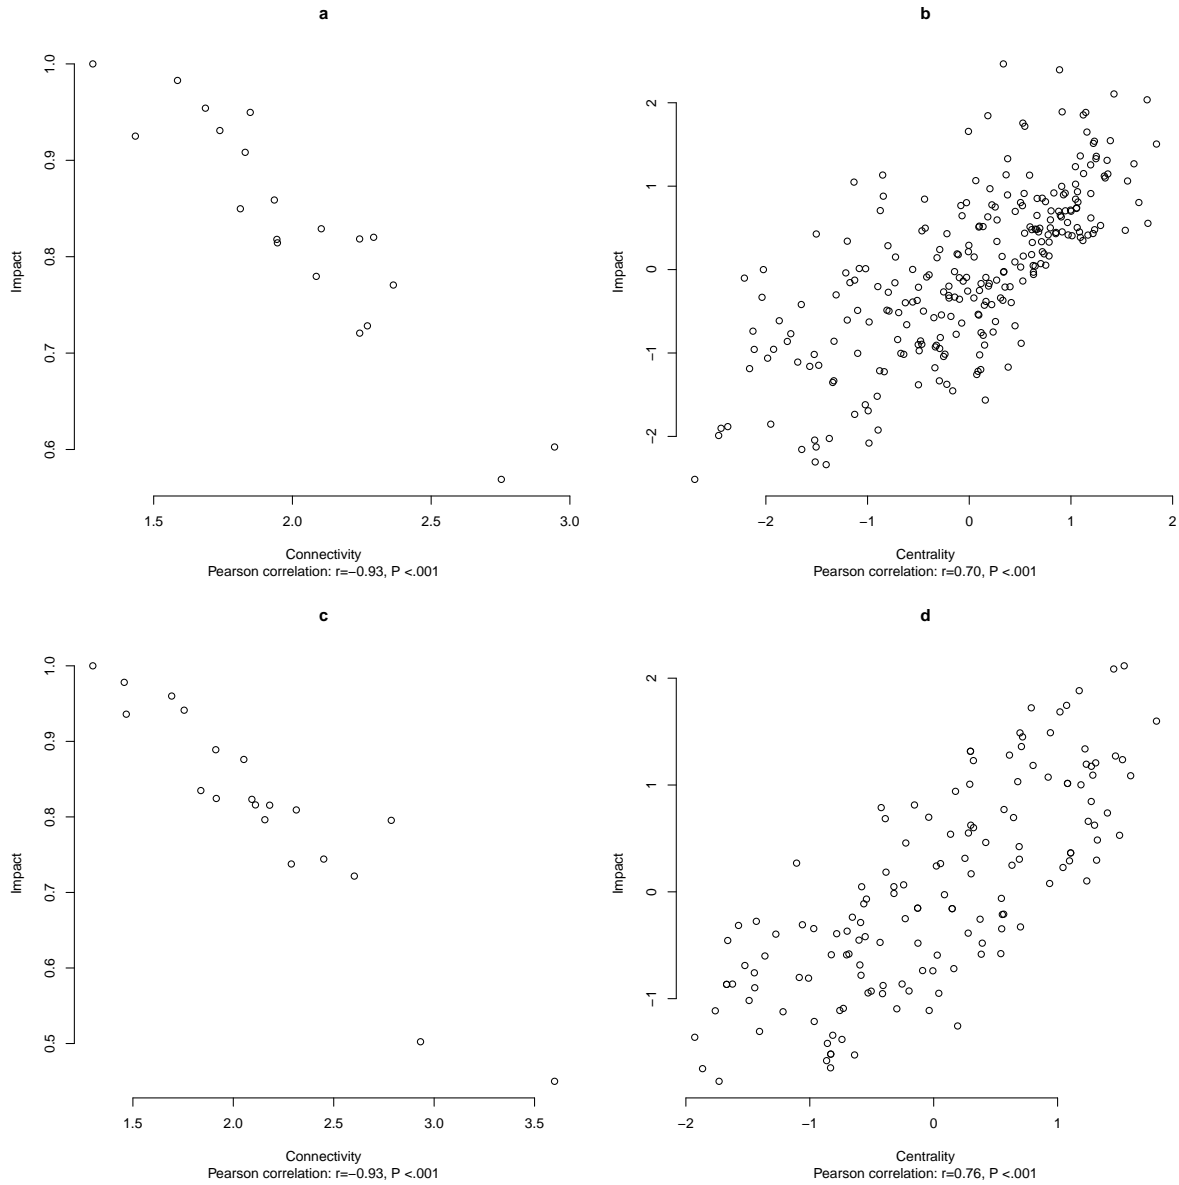 a
1.0
0.9
0.8
0.7
0.6
Impact
1.5 2.0 2.5 3.0
Connectivity
Pearson correlation: r=−0.93, P <.001
b
2
1
0
−1
−2
Impact
−2 −1 0 1 2
Centrality
Pearson correlation: r=0.70, P <.001
c
1.0
0.9
0.8
0.7
0.6
0.5
Impact
1.5 2.0 2.5 3.0 3.5
Connectivity
Pearson correlation: r=−0.93, P <.001
d
2
1
0
−1
Impact
−2 −1 0 1
Centrality
Pearson correlation: r=0.76, P <.001